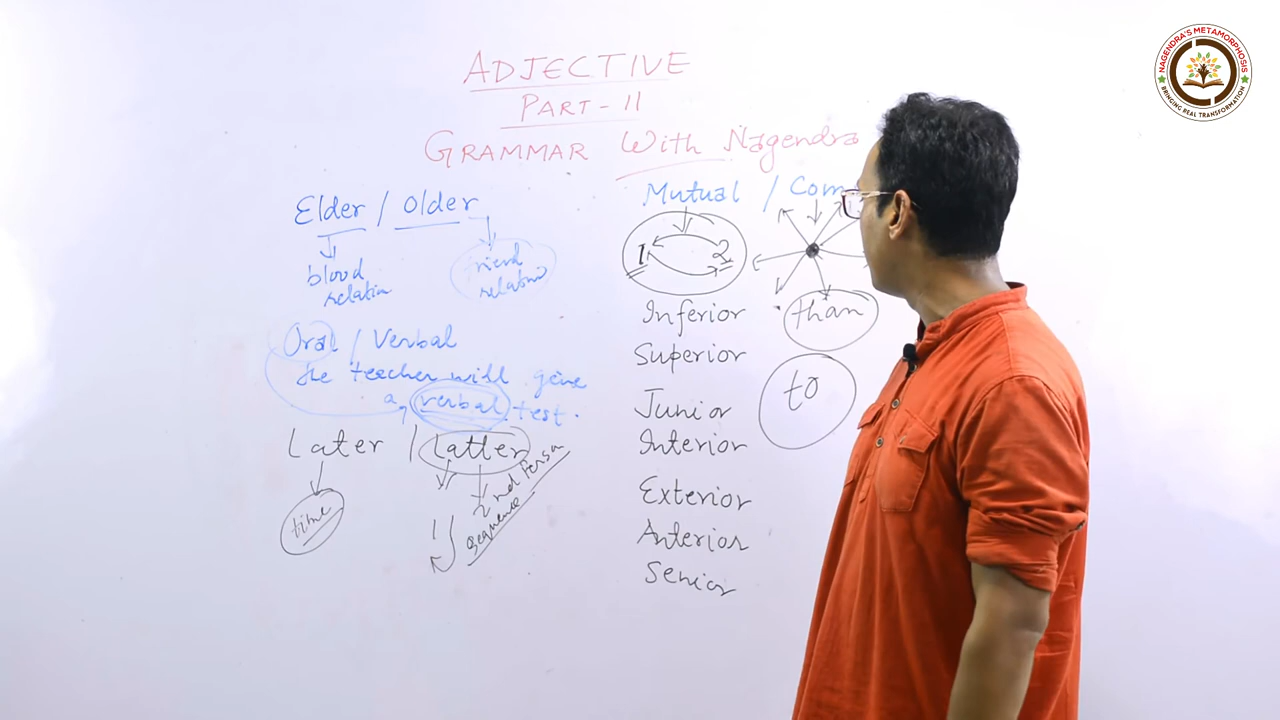 ADJECTIVE
PART-II
GRAMMAR With Nagendra
Elder / Older
blood
relation
friend
relation
Oral / Verbal
The teacher will give
a verbal test.
Later / Latter
time
2nd Person
sequence
Mutual / Com
1 2
Inferior
than
Superior
to
Junior
Interior
Exterior
Anterior
Senior
NAGENDRA'S METAMORPHOSIS
BRINGING REAL TRANSFORMATION